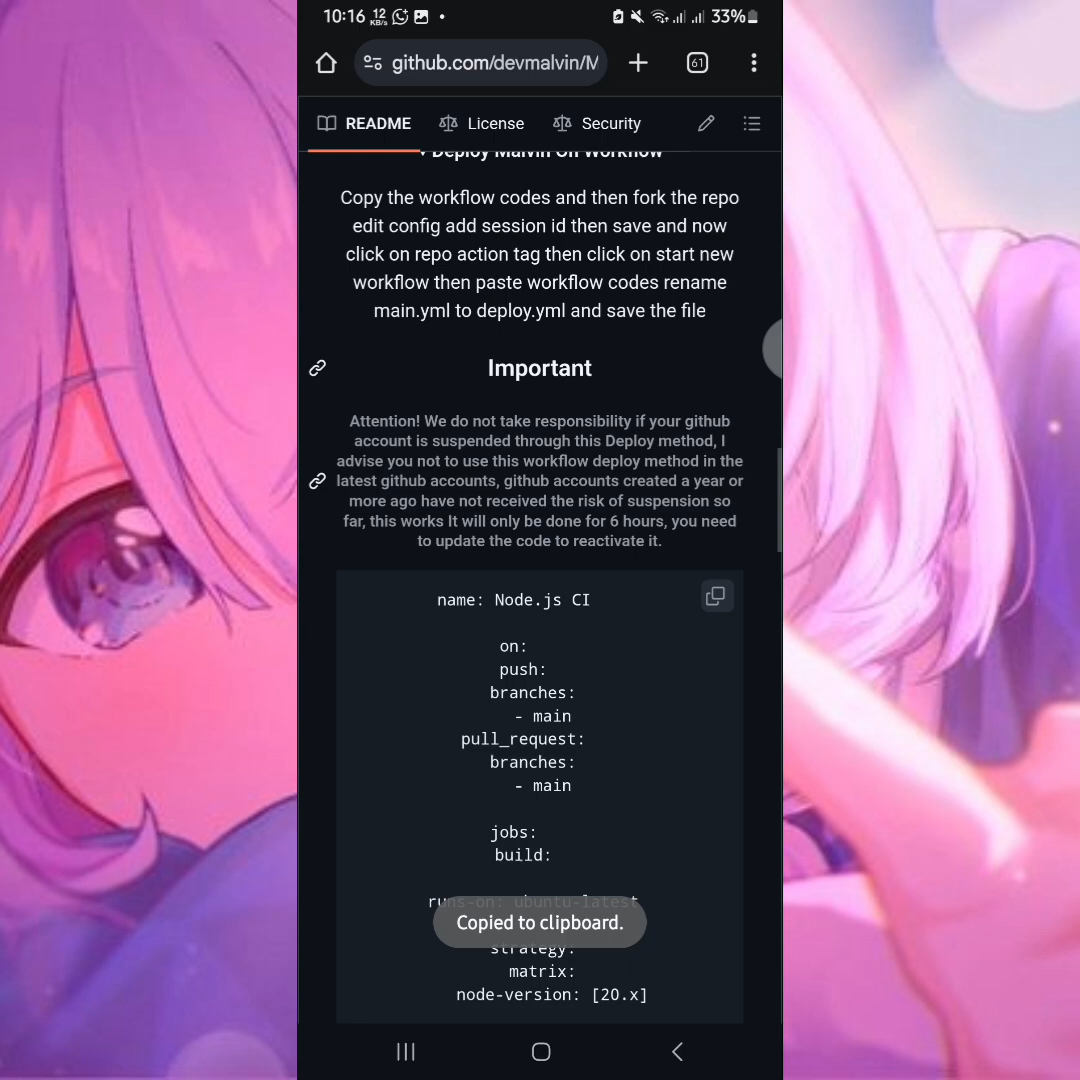 10:16 12 KB/s 33%
github.com/devmalvin/M
61
README License Security
Deploy Malvin On Workflow
Copy the workflow codes and then fork the repo
edit config add session id then save and now
click on repo action tag then click on start new
workflow then paste workflow codes rename
main.yml to deploy.yml and save the file
Important
Attention! We do not take responsibility if your github
account is suspended through this Deploy method, I
advise you not to use this workflow deploy method in the
latest github accounts, github accounts created a year or
more ago have not received the risk of suspension so
far, this works It will only be done for 6 hours, you need
to update the code to reactivate it.
name: Node.js CI
on:
push:
branches:
- main
pull_request:
branches:
- main
jobs:
build:
runs-on: ubuntu-latest
Copied to clipboard.
strategy:
matrix:
node-version: [20.x]